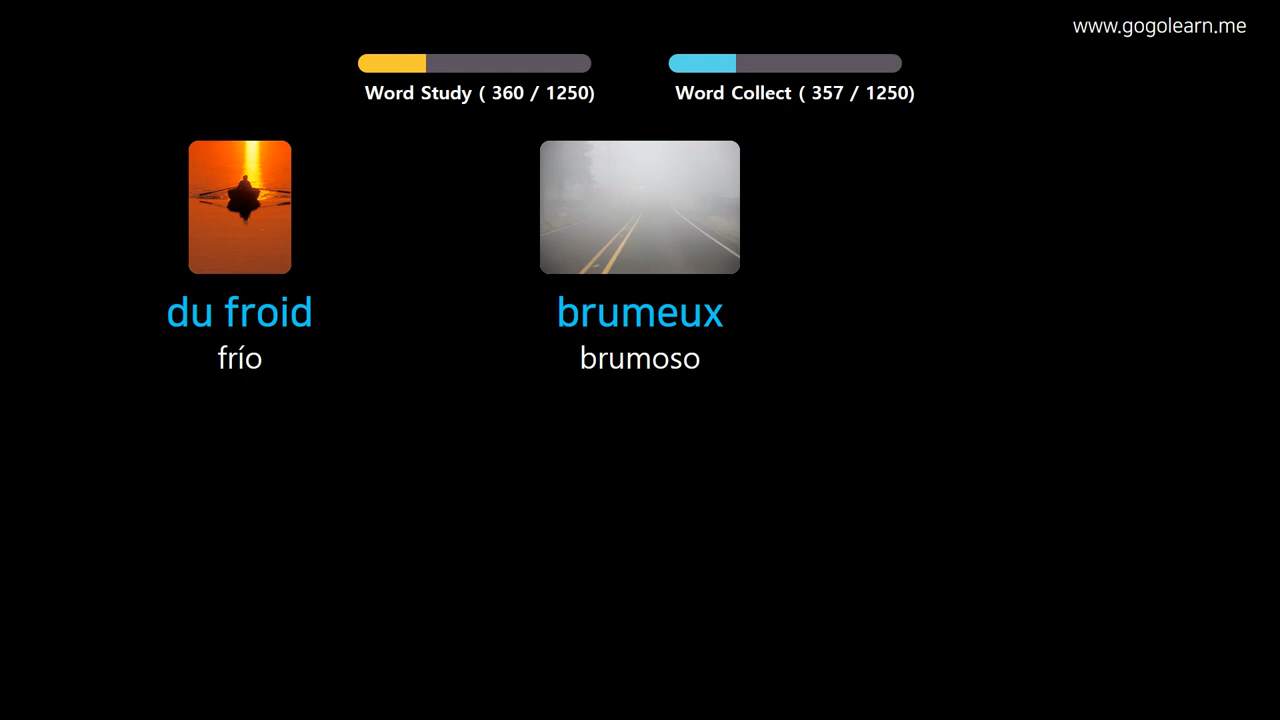 www.gogolearn.me
Word Study ( 360 / 1250)
Word Collect ( 357 / 1250)
du froid
frío
brumeux
brumoso